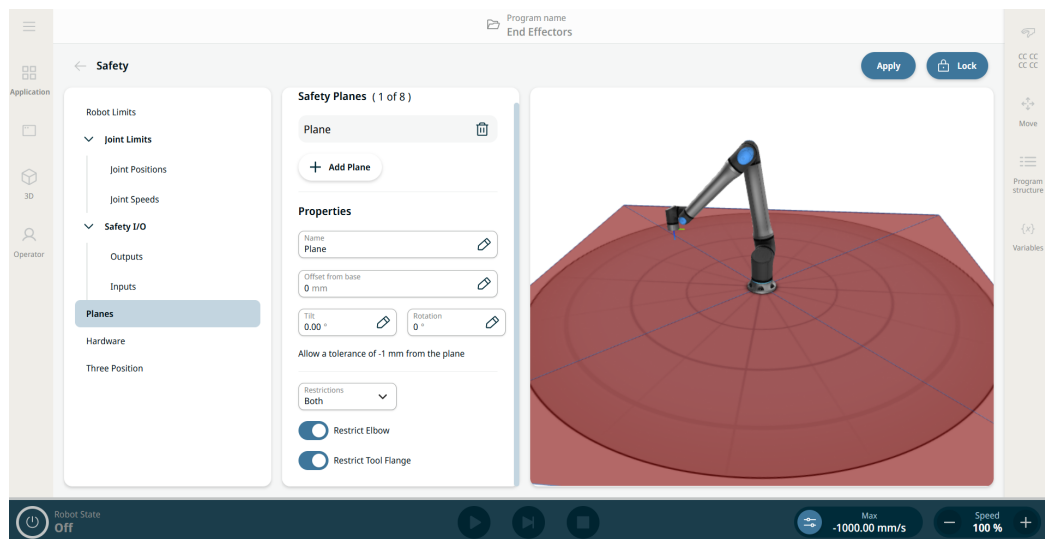 Program name
End Effectors
Safety
Apply
Lock
CC CC
CC CC
Application
3D
Operator
Robot Limits
Joint Limits
Joint Positions
Joint Speeds
Safety I/O
Outputs
Inputs
Planes
Hardware
Three Position
Safety Planes ( 1 of 8 )
Plane
Add Plane
Properties
Name
Plane
Offset from base
0 mm
Tilt
0.00 °
Rotation
0 °
Allow a tolerance of -1 mm from the plane
Restrictions
Both
Restrict Elbow
Restrict Tool Flange
Move
Program
structure
{x}
Variables
Robot State
Off
Max
-1000.00 mm/s
Speed
100 %